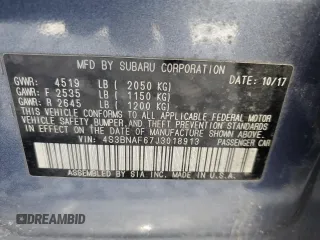 MFD. BY SUBARU CORPORATION
GVWR: 4519 LB ( 2050 KG) DATE: 10/17
GAWR: F 2535 LB ( 1150 KG)
GAWR: R 2645 LB ( 1200 KG)
THIS VEHICLE CONFORMS TO ALL APPLICABLE FEDERAL MOTOR
VEHICLE SAFETY, BUMPER, AND THEFT PREVENTION STANDARDS
IN EFFECT ON THE DATE OF MANUFACTURE SHOWN ABOVE.
VIN: 4S3BNAF67J3018913 PASSENGER CAR
ASSEMBLED BY SIA INC. MADE IN U.S.A.
DREAMBID